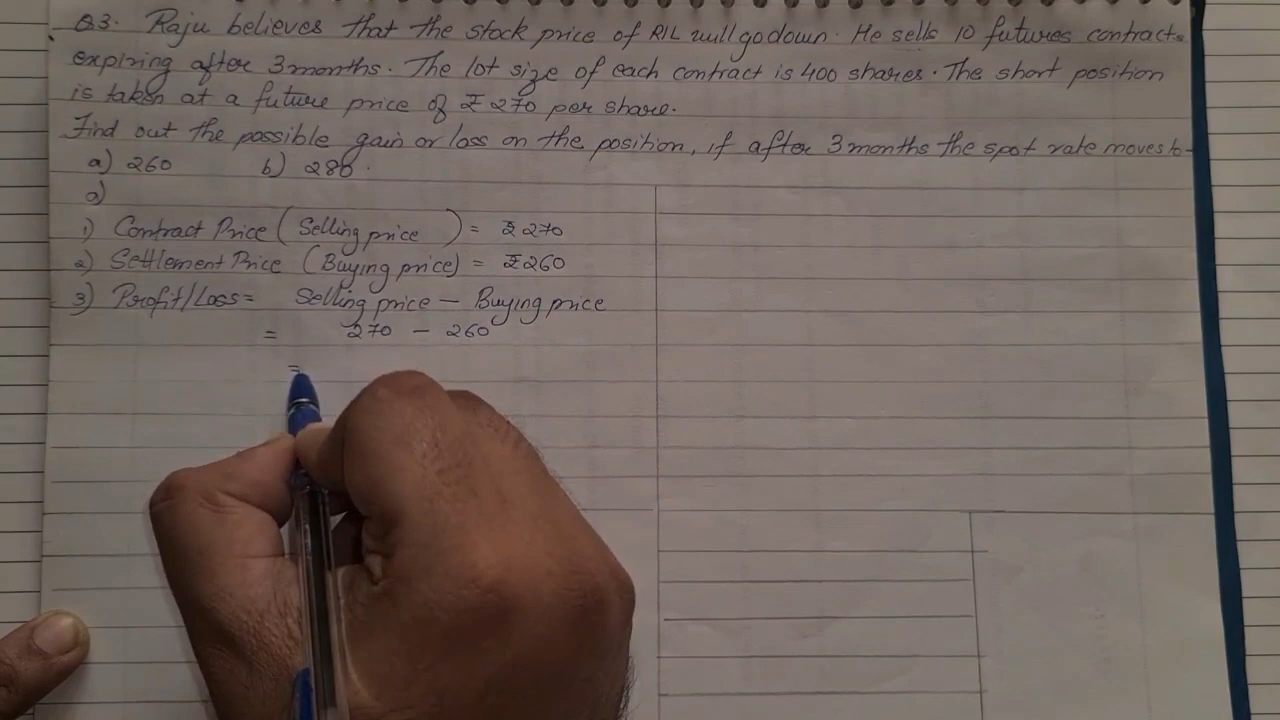 Q3. Raju believes that the stock price of RIL will go down. He sells 10 futures contracts
expiring after 3 months. The lot size of each contract is 400 shares. The short position
is taken at a future price of ₹ 270 per share.
Find out the possible gain or loss on the position, if after 3 months the spot rate moves to-
a) 260 b) 280.
a)
1) Contract Price (Selling price ) = ₹ 270
2) Settlement Price (Buying price) = ₹ 260
3) Profit/Loss = Selling price - Buying price
= 270 - 260
=